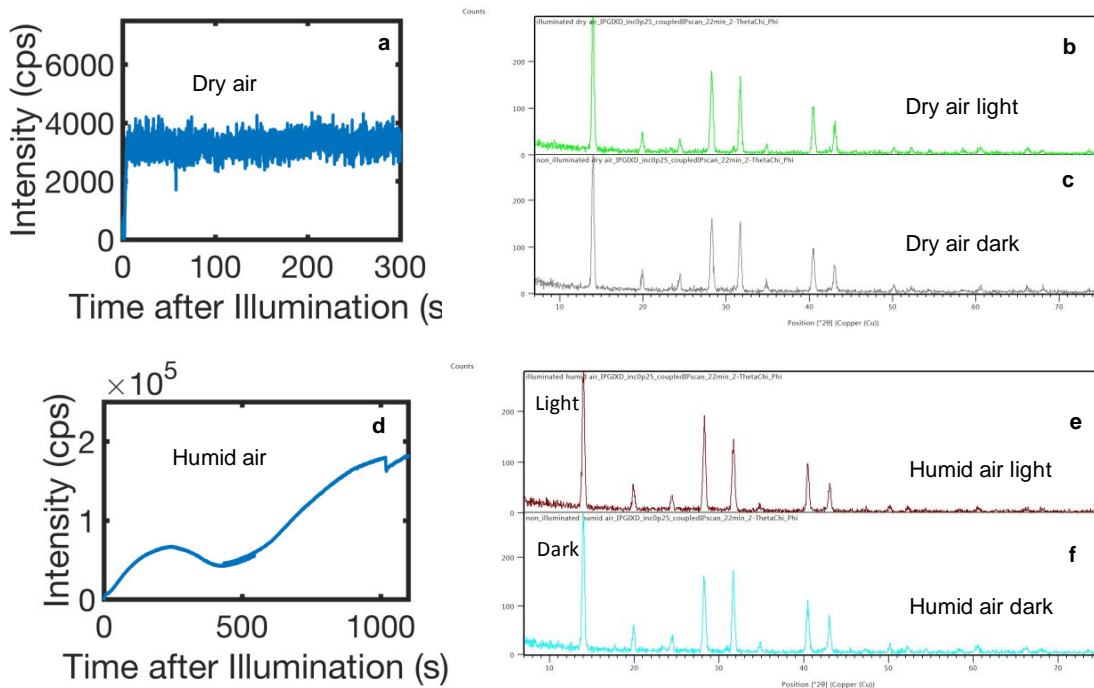 a
Dry air
Intensity (cps)
6000
4000
2000
0
0 100 200 300
Time after Illumination (s
Counts
illuminated dry air_IPGIXD_inc0p25_coupledIPscan_22min_2-ThetaChi_Phi
b
200
100
0
Dry air light
non_illuminated dry air_IPGIXD_inc0p25_coupledIPscan_22min_2-ThetaChi_Phi
c
200
100
0
Dry air dark
10 20 30 40 50 60 70
Position [°2θ] (Copper (Cu))
×10⁵
d
Humid air
Intensity (cps)
2
1
0
0 500 1000
Time after Illumination (s)
Counts
illuminated humid air_IPGIXD_inc0p25_coupledIPscan_22min_2-ThetaChi_Phi
Light
e
200
100
0
Humid air light
non_illuminated humid air_IPGIXD_inc0p25_coupledIPscan_22min_2-ThetaChi_Phi
Dark
f
200
100
0
Humid air dark
10 20 30 40 50 60 70
Position [°2θ] (Copper (Cu))